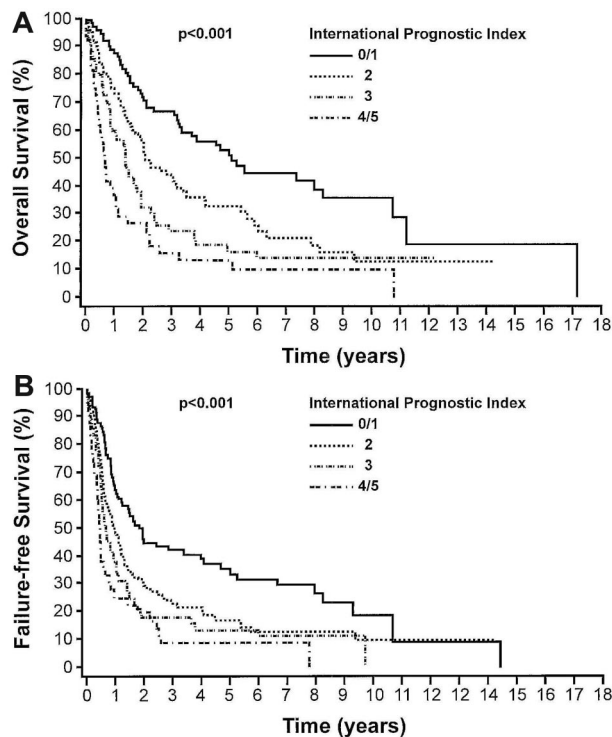 A
p<0.001
International Prognostic Index
0/1
2
3
4/5
Overall Survival (%)
100
90
80
70
60
50
40
30
20
10
0
0 1 2 3 4 5 6 7 8 9 10 11 12 13 14 15 16 17 18
Time (years)
B
p<0.001
International Prognostic Index
0/1
2
3
4/5
Failure-free Survival (%)
100
90
80
70
60
50
40
30
20
10
0
0 1 2 3 4 5 6 7 8 9 10 11 12 13 14 15 16 17 18
Time (years)